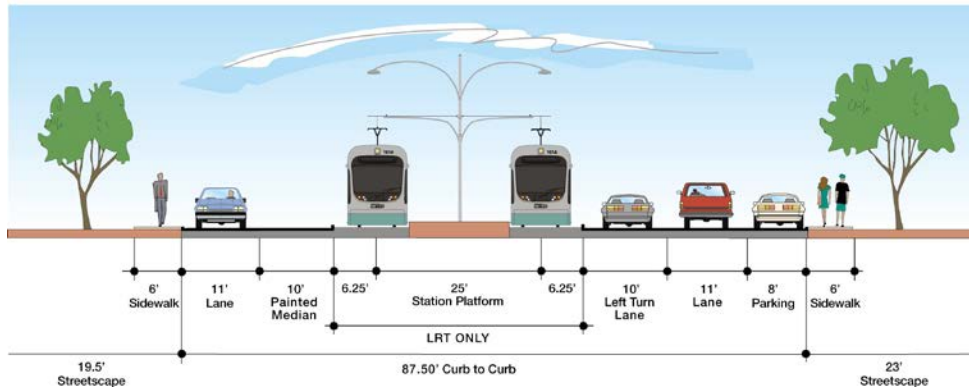 6'
Sidewalk
11'
Lane
10'
Painted
Median
6.25'
25'
Station Platform
6.25'
10'
Left Turn
Lane
11'
Lane
8'
Parking
6'
Sidewalk
LRT ONLY
19.5'
Streetscape
87.50' Curb to Curb
23'
Streetscape